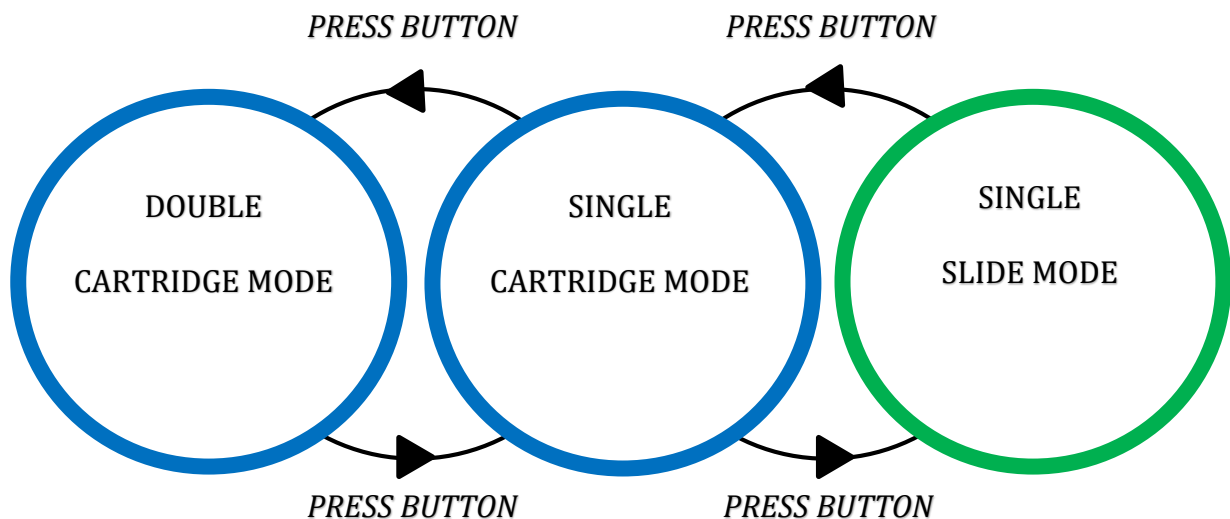 PRESS BUTTON
PRESS BUTTON
DOUBLE
CARTRIDGE MODE
SINGLE
CARTRIDGE MODE
SINGLE
SLIDE MODE
PRESS BUTTON
PRESS BUTTON